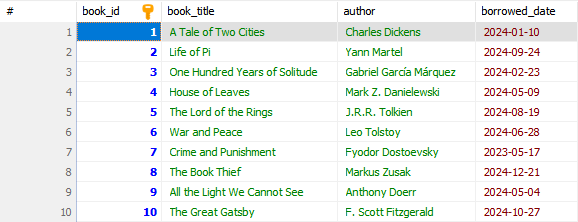 # book_id book_title author borrowed_date
1 1 A Tale of Two Cities Charles Dickens 2024-01-10
2 2 Life of Pi Yann Martel 2024-09-24
3 3 One Hundred Years of Solitude Gabriel García Márquez 2024-02-23
4 4 House of Leaves Mark Z. Danielewski 2024-05-09
5 5 The Lord of the Rings J.R.R. Tolkien 2024-08-19
6 6 War and Peace Leo Tolstoy 2024-06-28
7 7 Crime and Punishment Fyodor Dostoevsky 2023-05-17
8 8 The Book Thief Markus Zusak 2024-12-21
9 9 All the Light We Cannot See Anthony Doerr 2024-05-04
10 10 The Great Gatsby F. Scott Fitzgerald 2024-10-27